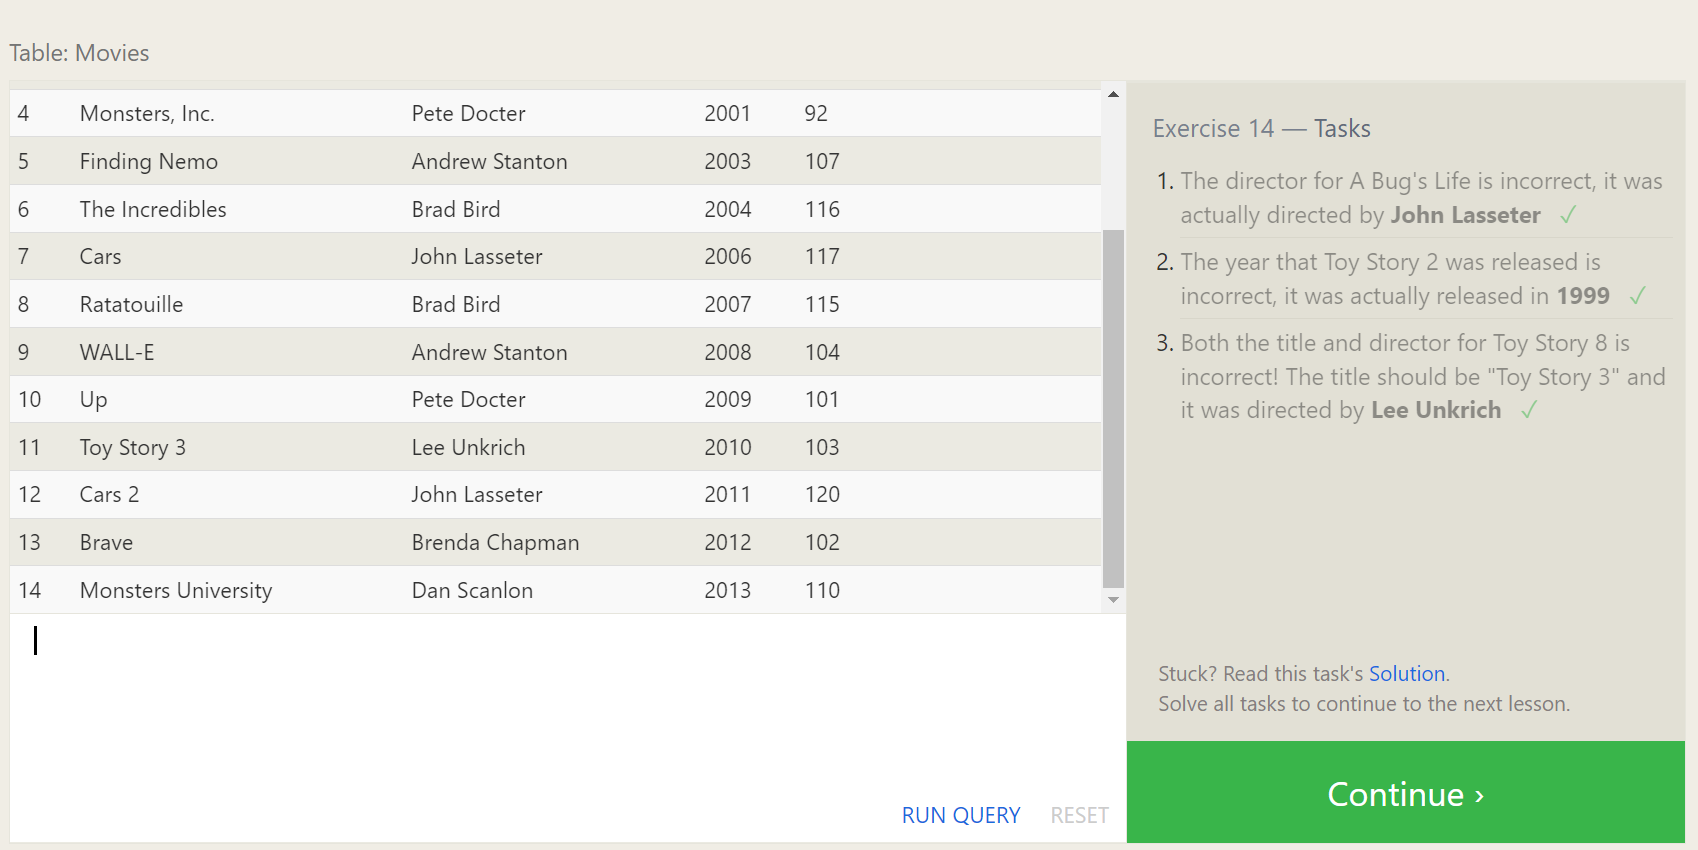 Table: Movies
4 Monsters, Inc. Pete Docter 2001 92
5 Finding Nemo Andrew Stanton 2003 107
6 The Incredibles Brad Bird 2004 116
7 Cars John Lasseter 2006 117
8 Ratatouille Brad Bird 2007 115
9 WALL-E Andrew Stanton 2008 104
10 Up Pete Docter 2009 101
11 Toy Story 3 Lee Unkrich 2010 103
12 Cars 2 John Lasseter 2011 120
13 Brave Brenda Chapman 2012 102
14 Monsters University Dan Scanlon 2013 110
RUN QUERY RESET
Exercise 14 — Tasks
1. The director for A Bug's Life is incorrect, it was
actually directed by John Lasseter ✓
2. The year that Toy Story 2 was released is
incorrect, it was actually released in 1999 ✓
3. Both the title and director for Toy Story 8 is
incorrect! The title should be "Toy Story 3" and
it was directed by Lee Unkrich ✓
Stuck? Read this task's Solution.
Solve all tasks to continue to the next lesson.
Continue ›